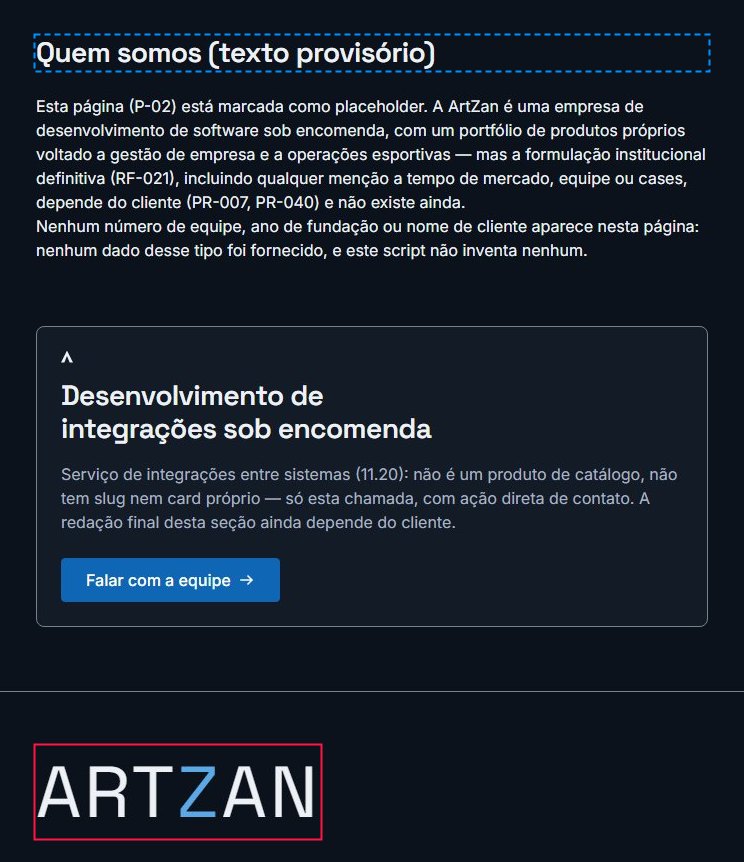 Quem somos (texto provisório)
Esta página (P-02) está marcada como placeholder. A ArtZan é uma empresa de
desenvolvimento de software sob encomenda, com um portfólio de produtos próprios
voltado a gestão de empresa e a operações esportivas — mas a formulação institucional
definitiva (RF-021), incluindo qualquer menção a tempo de mercado, equipe ou cases,
depende do cliente (PR-007, PR-040) e não existe ainda.
Nenhum número de equipe, ano de fundação ou nome de cliente aparece nesta página:
nenhum dado desse tipo foi fornecido, e este script não inventa nenhum.
Desenvolvimento de
integrações sob encomenda
Serviço de integrações entre sistemas (11.20): não é um produto de catálogo, não
tem slug nem card próprio — só esta chamada, com ação direta de contato. A
redação final desta seção ainda depende do cliente.
Falar com a equipe →
ARTZAN